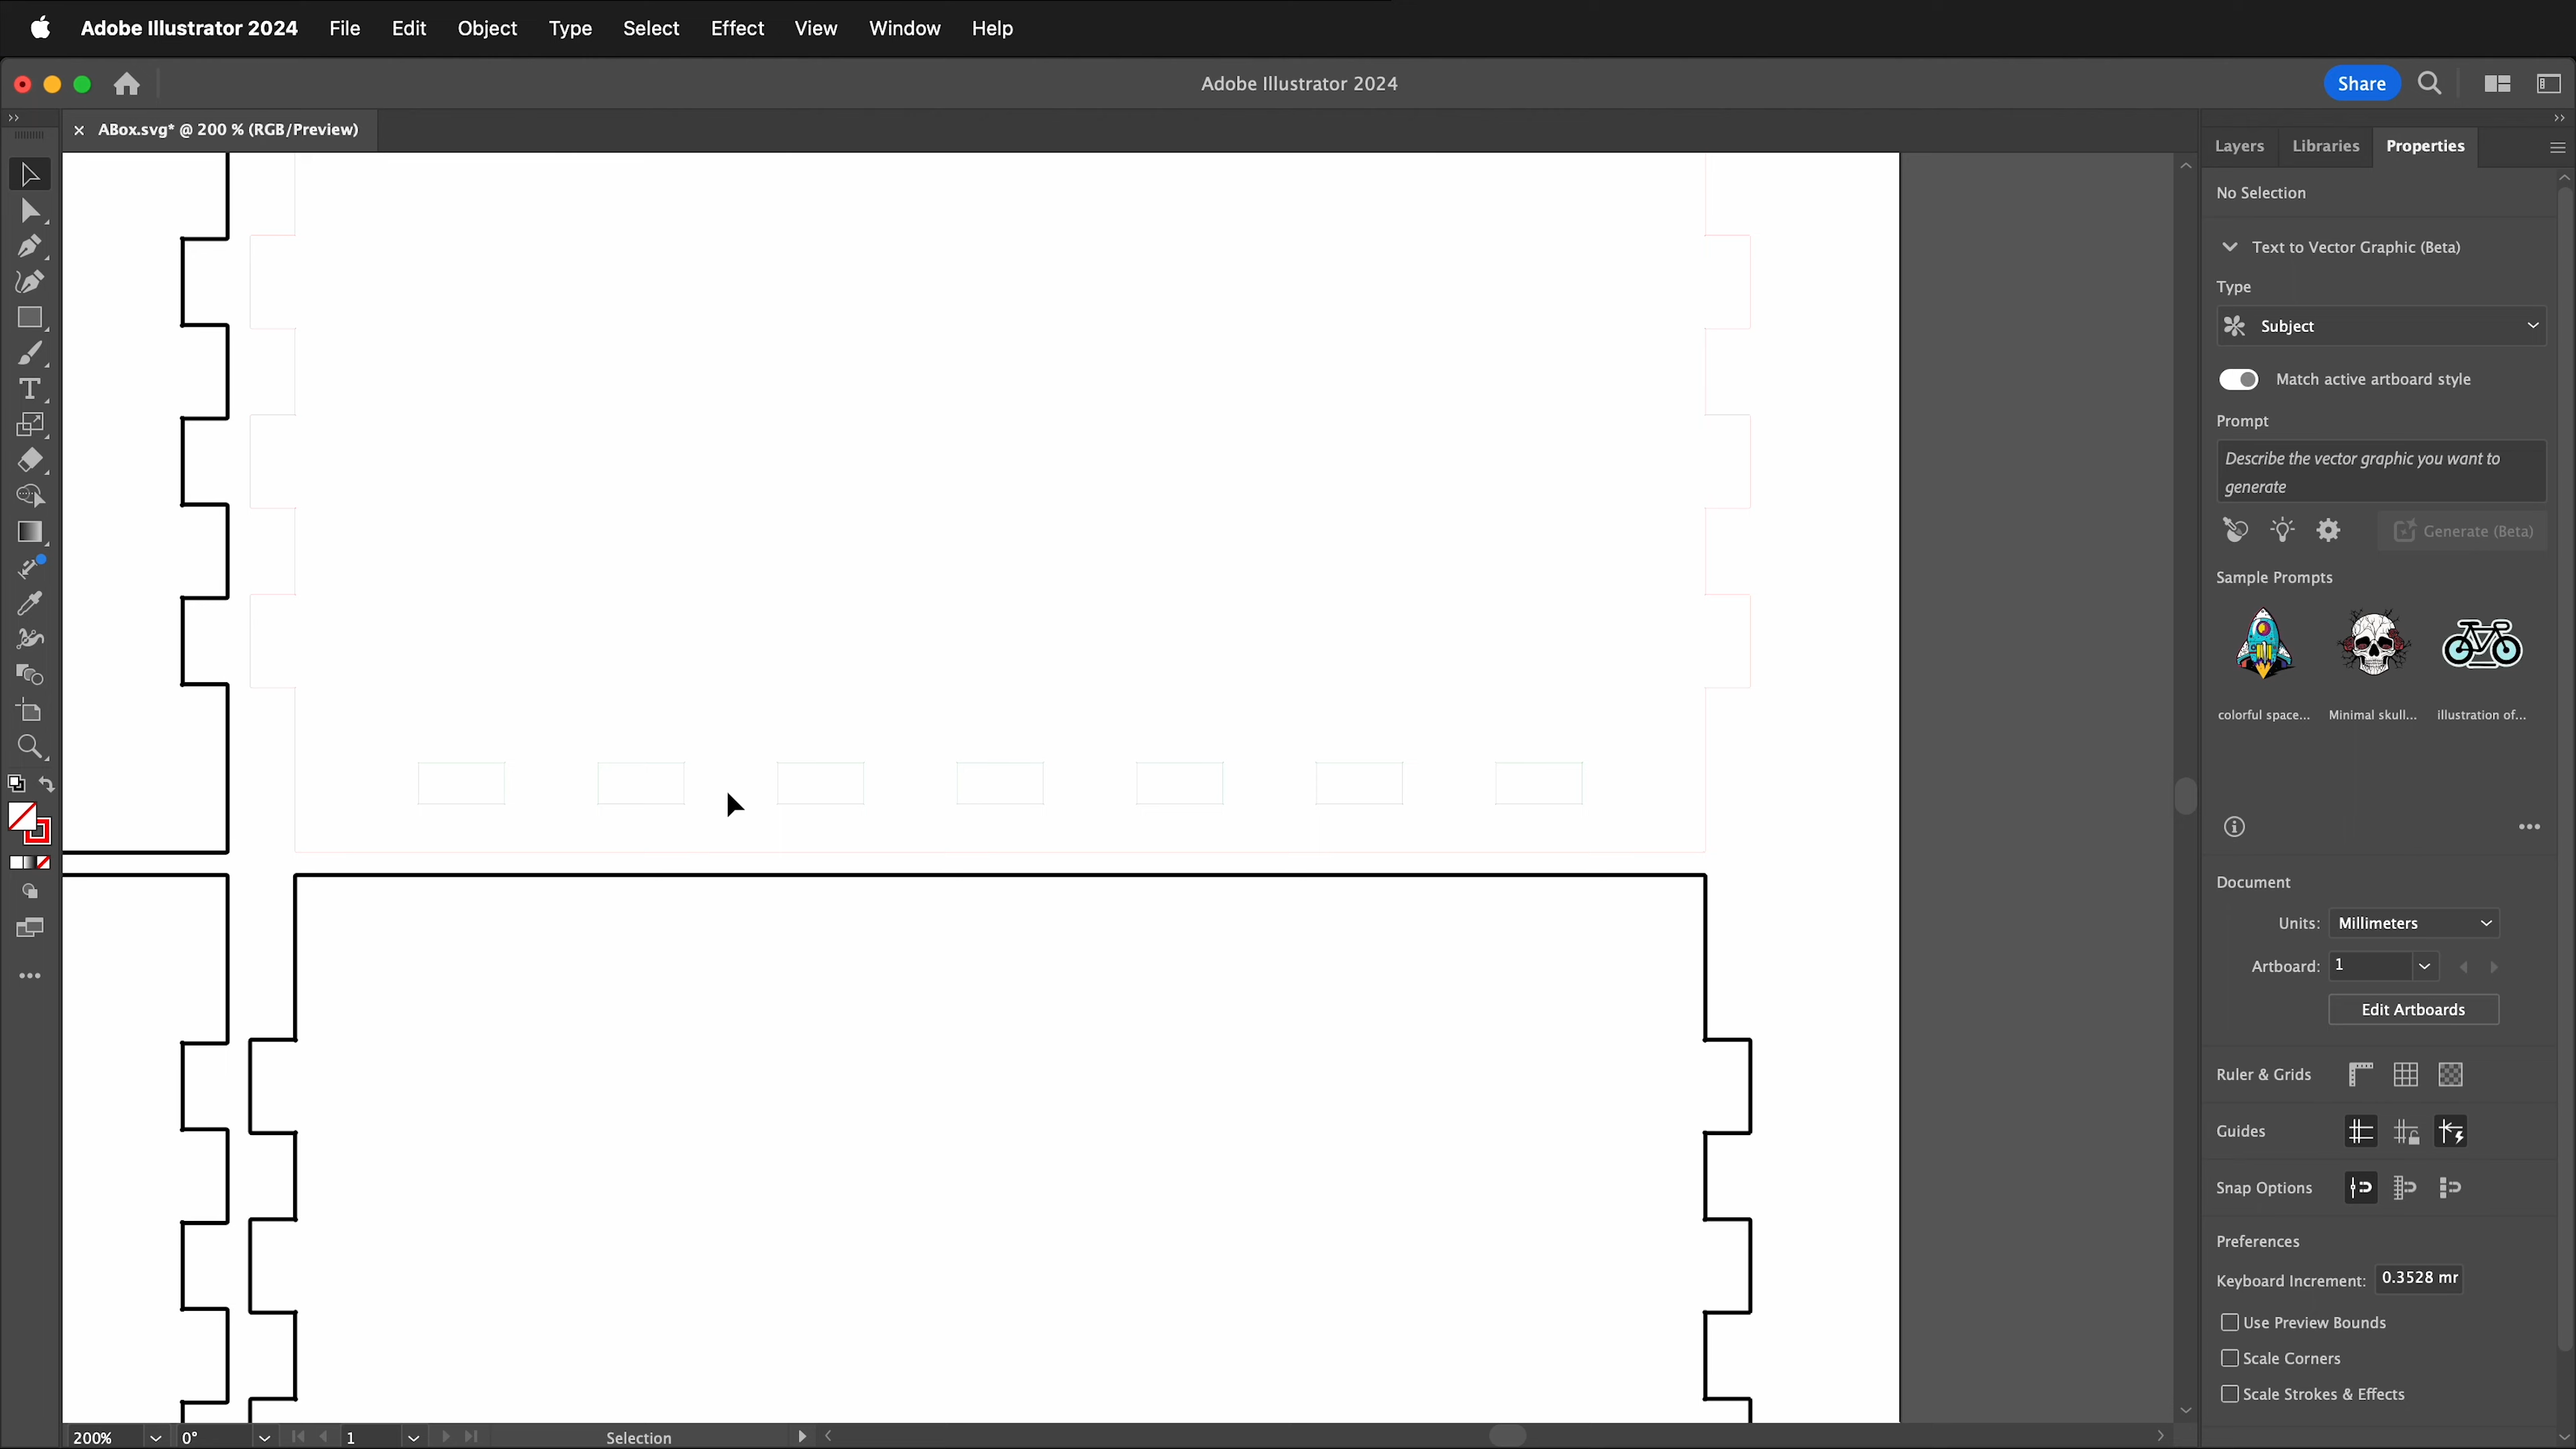 Adobe Illustrator 2024 File Edit Object Type Select Effect View Window Help
Adobe Illustrator 2024
Share
× ABox.svg* @ 200 % (RGB/Preview)
Layers Libraries Properties
No Selection
Text to Vector Graphic (Beta)
Type
Subject
Match active artboard style
Prompt
Describe the vector graphic you want to
generate
Generate (Beta)
Sample Prompts
colorful space... Minimal skull... illustration of...
Document
Units: Millimeters
Artboard: 1
Edit Artboards
Ruler & Grids
Guides
Snap Options
Preferences
Keyboard Increment: 0.3528 mr
Use Preview Bounds
Scale Corners
Scale Strokes & Effects
200% 0° 1 Selection